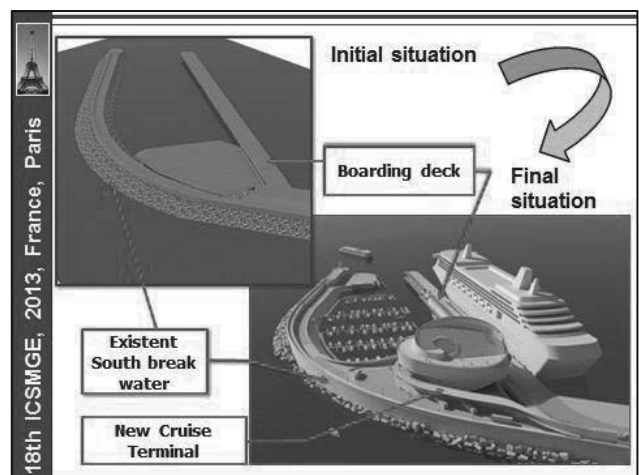 18th ICSMGE, 2013, France, Paris
Initial situation
Boarding deck
Final
situation
Existent
South break
water
New Cruise
Terminal